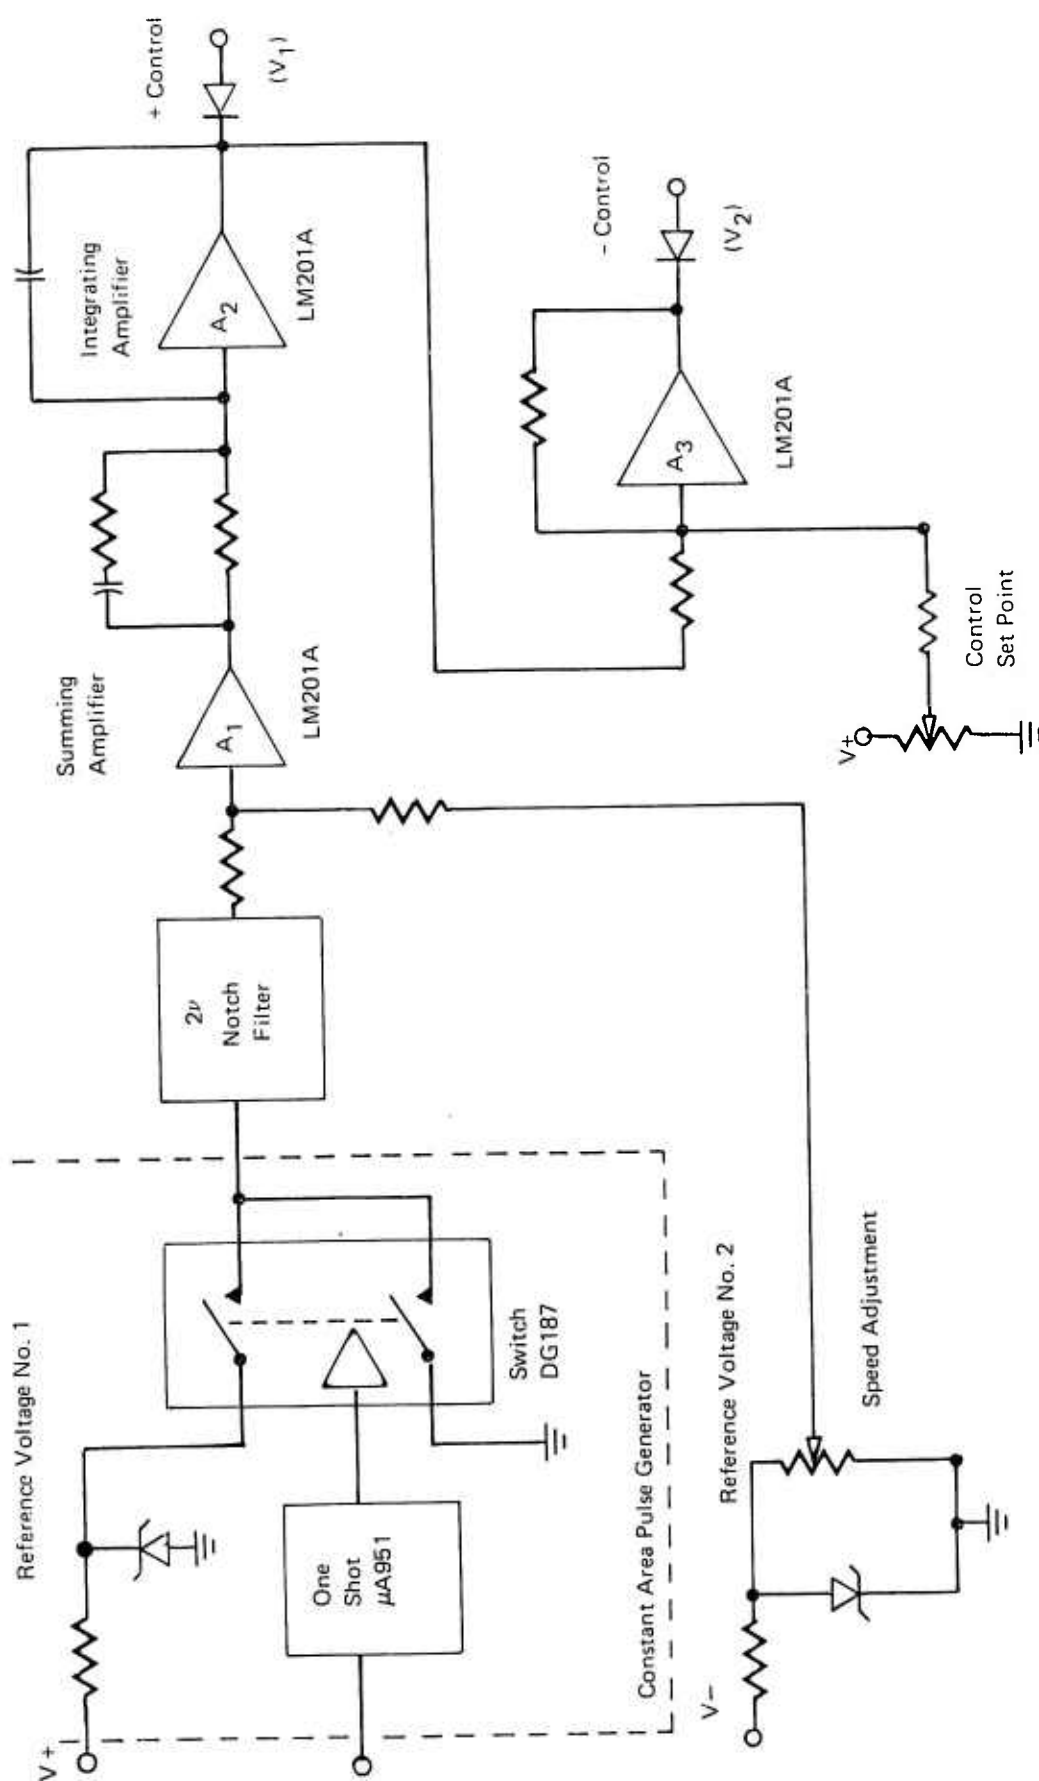 V+
Reference Voltage No. 1
One
Shot
μA951
Switch
DG187
Constant Area Pulse Generator
2ν
Notch
Filter
Summing
Amplifier
A1
LM201A
Integrating
Amplifier
A2
LM201A
+ Control
(V1)
V−
Reference Voltage No. 2
Speed Adjustment
V+
Control
Set Point
A3
LM201A
− Control
(V2)